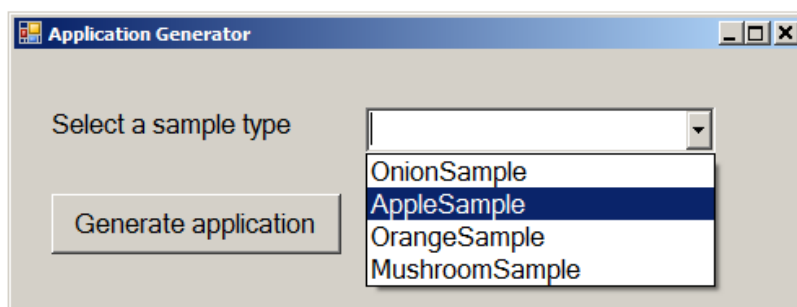 Application Generator
Select a sample type
OnionSample
AppleSample
Generate application
OrangeSample
MushroomSample